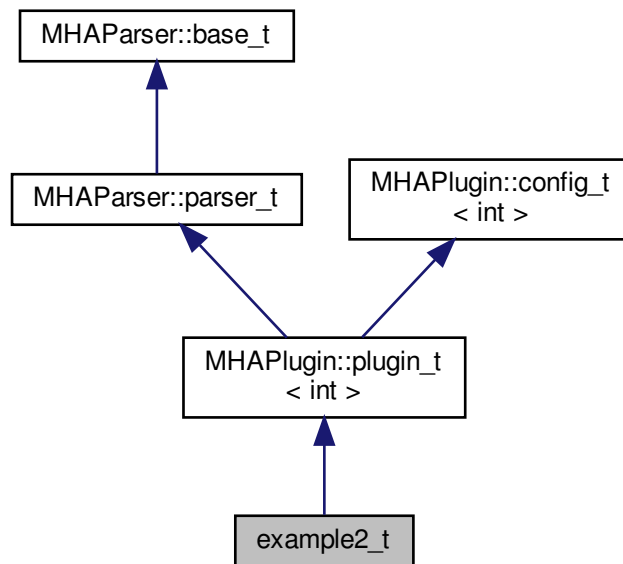 MHAParser::base_t
MHAParser::parser_t
MHAPlugin::config_t
< int >
MHAPlugin::plugin_t
< int >
example2_t